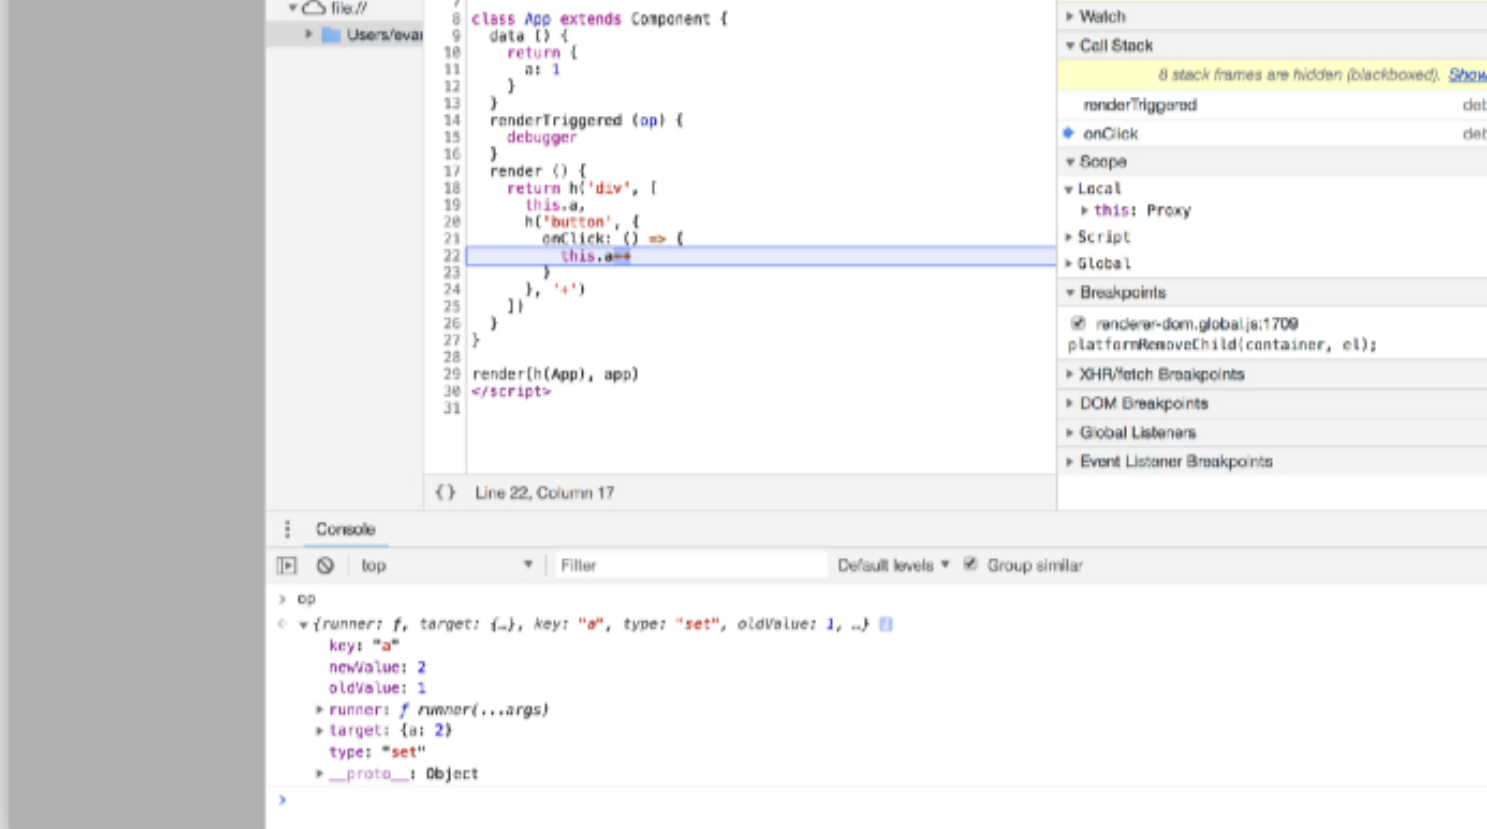 file://
Users/evan
7
8 class App extends Component {
9 data () {
10 return {
11 a: 1
12 }
13 }
14 renderTriggered (op) {
15 debugger
16 }
17 render () {
18 return h('div', [
19 this.a,
20 h('button', {
21 onClick: () => {
22 this.a++
23 }
24 }, '+')
25 ])
26 }
27 }
28
29 render(h(App), app)
30 </script>
31
{} Line 22, Column 17
Watch
Call Stack
8 stack frames are hidden (blackboxed). Show
renderTriggered deb
onClick deb
Scope
Local
this: Proxy
Script
Global
Breakpoints
renderer-dom.global.js:1709
platformRemoveChild(container, el);
XHR/fetch Breakpoints
DOM Breakpoints
Global Listeners
Event Listener Breakpoints
Console
top Filter Default levels Group similar
> op
{runner: ƒ, target: {…}, key: "a", type: "set", oldValue: 1, …}
key: "a"
newValue: 2
oldValue: 1
runner: ƒ runner(...args)
target: {a: 2}
type: "set"
__proto__: Object
>